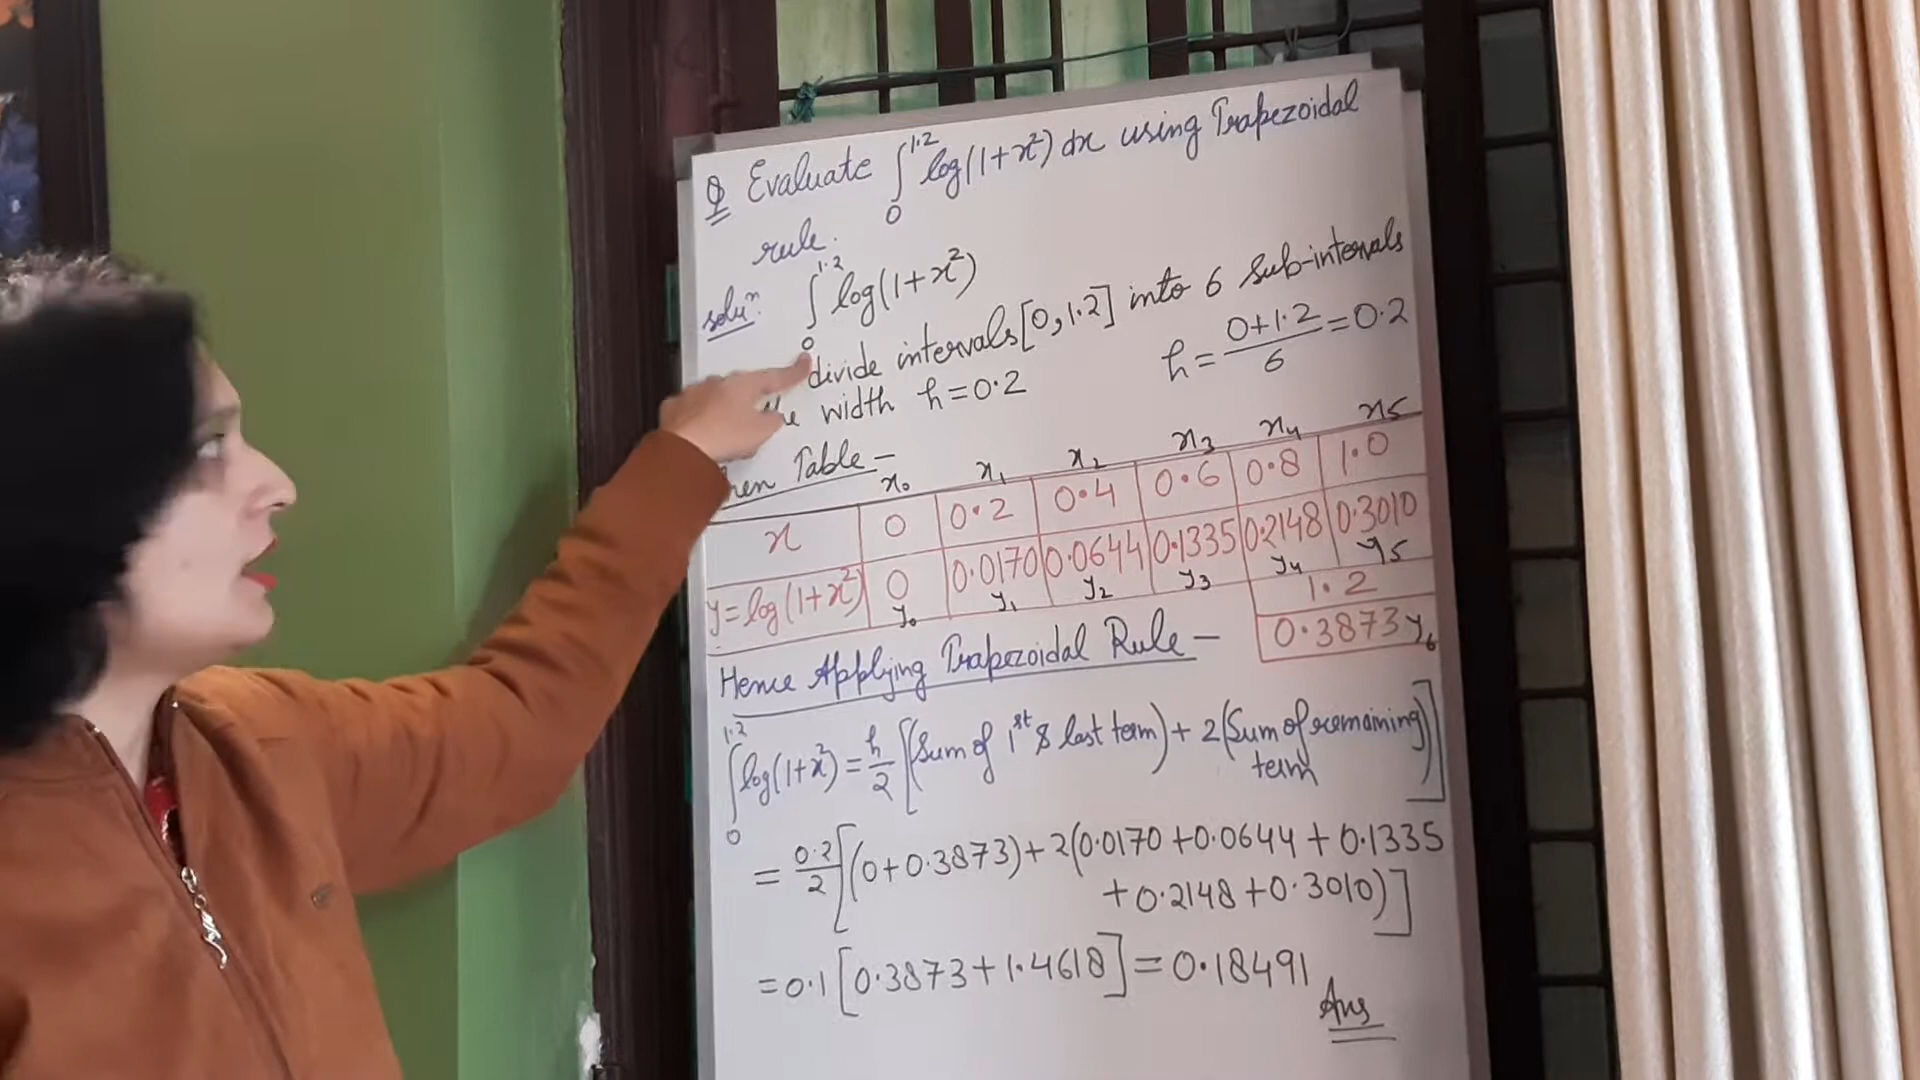 Q Evaluate ∫₀^1.2 log(1+x²) dx using Trapezoidal
rule.
soluⁿ: ∫₀^1.2 log(1+x²)
divide intervals [0, 1.2] into 6 sub-intervals
width h = 0.2
h = (0+1.2)/6 = 0.2
Table –
x₀ x₁ x₂ x₃ x₄ x₅
x 0 0.2 0.4 0.6 0.8 1.0
y = log(1+x²) 0 0.0170 0.0644 0.1335 0.2148 0.3010
y₀ y₁ y₂ y₃ y₄ y₅
1.2
0.3873 y₆
Hence Applying Trapezoidal Rule –
∫₀^1.2 log(1+x²) = h/2 [(Sum of 1st & last term) + 2(Sum of remaining
term)]
= 0.2/2 [(0+0.3873) + 2(0.0170 + 0.0644 + 0.1335
+ 0.2148 + 0.3010)]
= 0.1 [0.3873 + 1.4618] = 0.18491
Ans